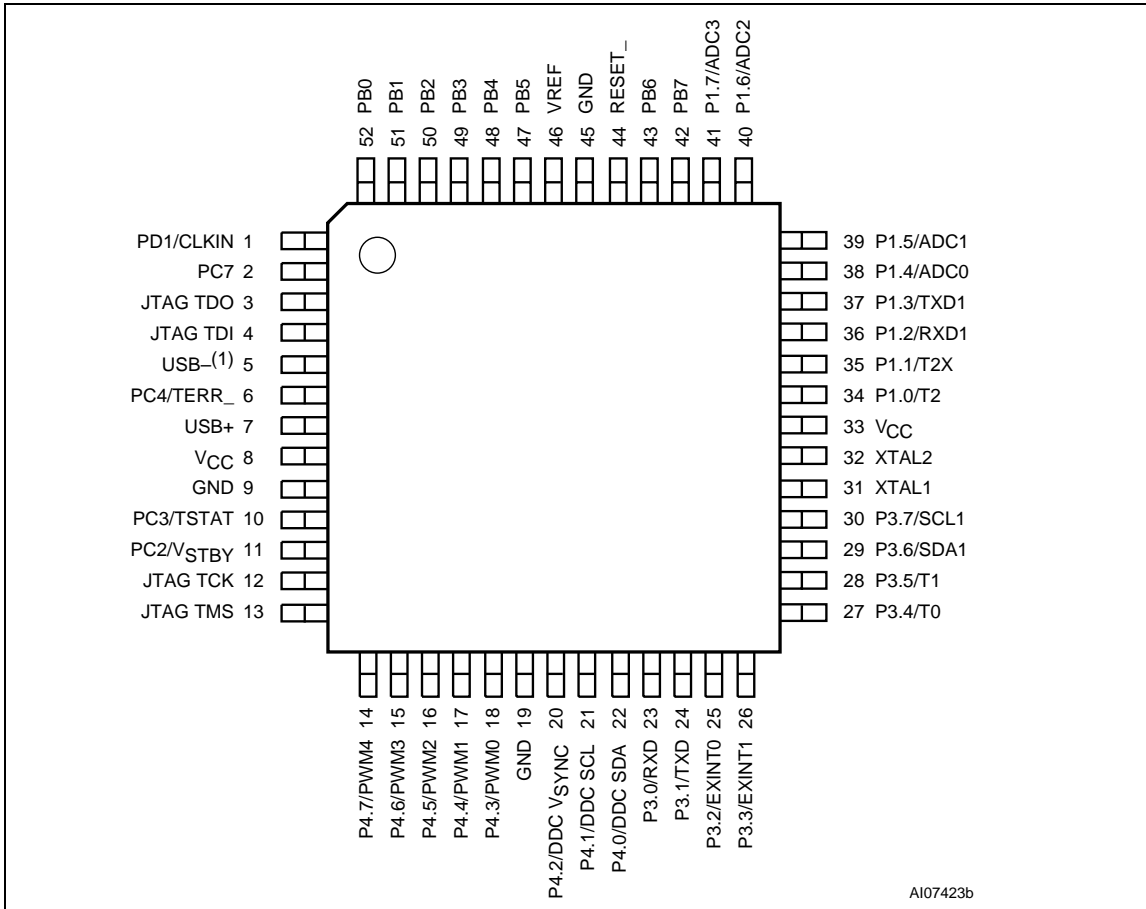 52 PB0
51 PB1
50 PB2
49 PB3
48 PB4
47 PB5
46 VREF
45 GND
44 RESET_
43 PB6
42 PB7
41 P1.7/ADC3
40 P1.6/ADC2
PD1/CLKIN 1
PC7 2
JTAG TDO 3
JTAG TDI 4
USB–(1) 5
PC4/TERR_ 6
USB+ 7
VCC 8
GND 9
PC3/TSTAT 10
PC2/VSTBY 11
JTAG TCK 12
JTAG TMS 13
39 P1.5/ADC1
38 P1.4/ADC0
37 P1.3/TXD1
36 P1.2/RXD1
35 P1.1/T2X
34 P1.0/T2
33 VCC
32 XTAL2
31 XTAL1
30 P3.7/SCL1
29 P3.6/SDA1
28 P3.5/T1
27 P3.4/T0
P4.7/PWM4 14
P4.6/PWM3 15
P4.5/PWM2 16
P4.4/PWM1 17
P4.3/PWM0 18
GND 19
P4.2/DDC VSYNC 20
P4.1/DDC SCL 21
P4.0/DDC SDA 22
P3.0/RXD 23
P3.1/TXD 24
P3.2/EXINT0 25
P3.3/EXINT1 26
AI07423b